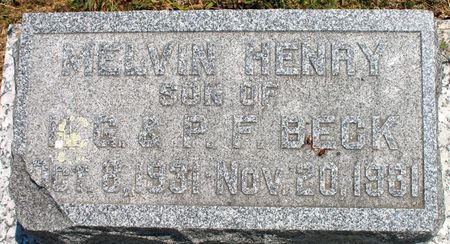 MELVIN HENRY
SON OF
G. & P. F. BECK
OCT. 8, 1931 - NOV. 20, 1931